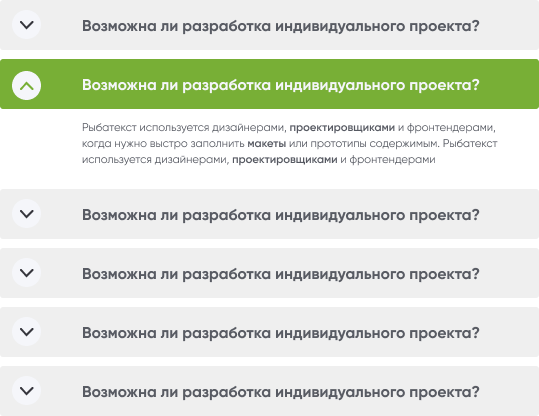 Возможна ли разработка индивидуального проекта?
Возможна ли разработка индивидуального проекта?
Рыбатекст используется дизайнерами, проектировщиками и фронтендерами,
когда нужно быстро заполнить макеты или прототипы содержимым. Рыбатекст
используется дизайнерами, проектировщиками и фронтендерами
Возможна ли разработка индивидуального проекта?
Возможна ли разработка индивидуального проекта?
Возможна ли разработка индивидуального проекта?
Возможна ли разработка индивидуального проекта?